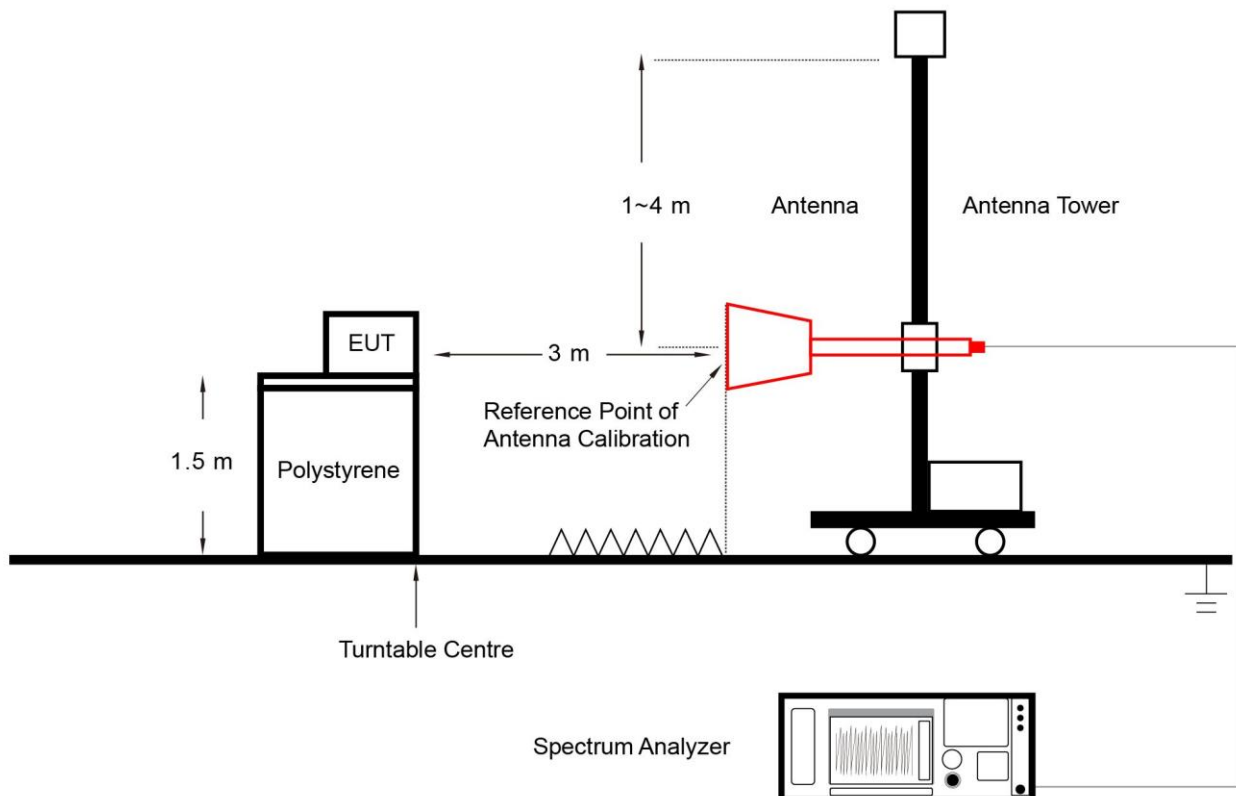 1~4 m
Antenna
Antenna Tower
EUT
3 m
Reference Point of
Antenna Calibration
1.5 m
Polystyrene
Turntable Centre
Spectrum Analyzer